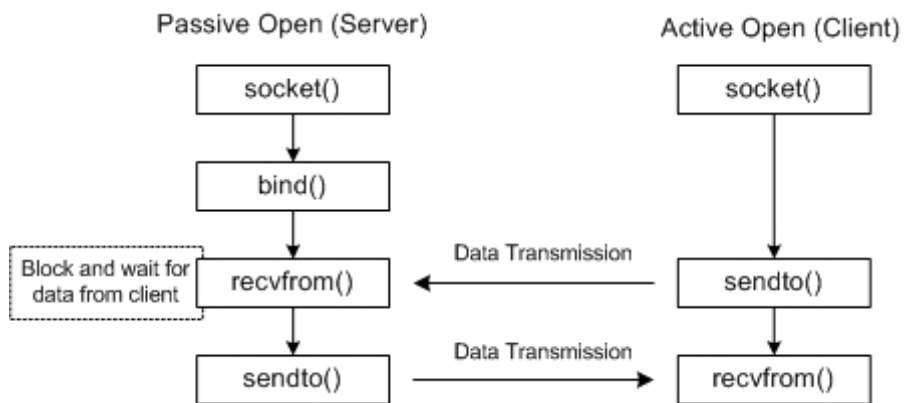 Passive Open (Server)
Active Open (Client)
socket()
socket()
bind()
Block and wait for
data from client
recvfrom()
Data Transmission
sendto()
sendto()
Data Transmission
recvfrom()